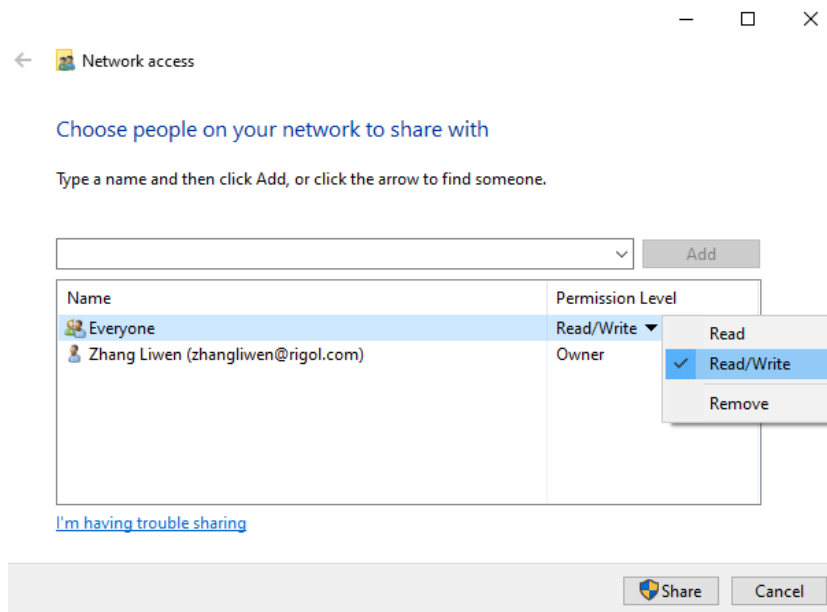 Network access
Choose people on your network to share with
Type a name and then click Add, or click the arrow to find someone.
Add
Name Permission Level
Everyone Read/Write
Read
Zhang Liwen (zhangliwen@rigol.com) Owner
Read/Write
Remove
I'm having trouble sharing
Share Cancel